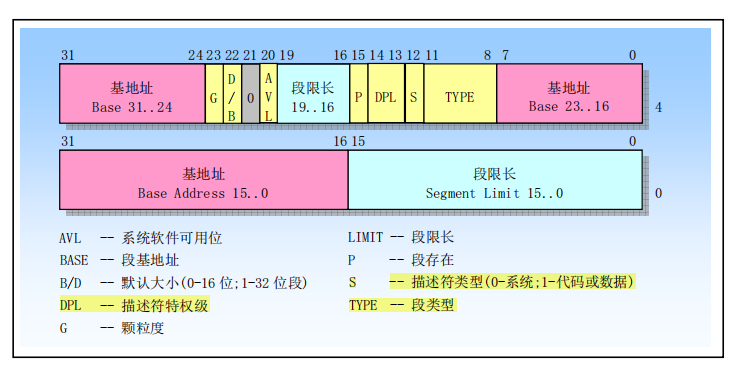 31 24 23 22 21 20 19 16 15 14 13 12 11 8 7 0
基地址 Base 31..24 G D/B 0 AVL 段限长 19..16 P DPL S TYPE 基地址 Base 23..16 4
31 16 15 0
基地址 Base Address 15..0 段限长 Segment Limit 15..0 0
AVL -- 系统软件可用位
BASE -- 段基地址
B/D -- 默认大小(0-16位;1-32位段)
DPL -- 描述符特权级
G -- 颗粒度
LIMIT -- 段限长
P -- 段存在
S -- 描述符类型(0-系统;1-代码或数据)
TYPE -- 段类型